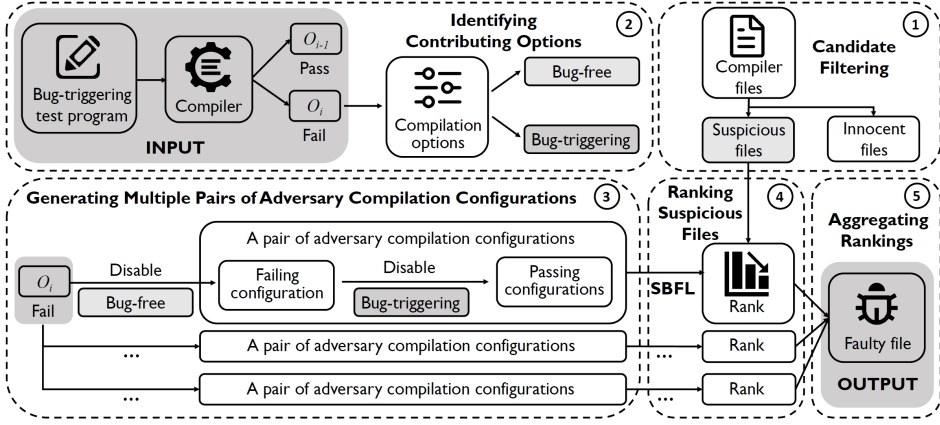 Bug-triggering
test program
Compiler
INPUT
Oi-1
Pass
Oi
Fail
Identifying
Contributing Options
2
Compilation
options
Bug-free
Bug-triggering
1
Compiler
files
Candidate
Filtering
Suspicious
files
Innocent
files
Generating Multiple Pairs of Adversary Compilation Configurations
3
Oi
Fail
Disable
Bug-free
A pair of adversary compilation configurations
Failing
configuration
Disable
Bug-triggering
Passing
configurations
...
A pair of adversary compilation configurations
...
...
A pair of adversary compilation configurations
...
Ranking
Suspicious
Files
4
SBFL
Rank
Rank
Rank
5
Aggregating
Rankings
Faulty file
OUTPUT